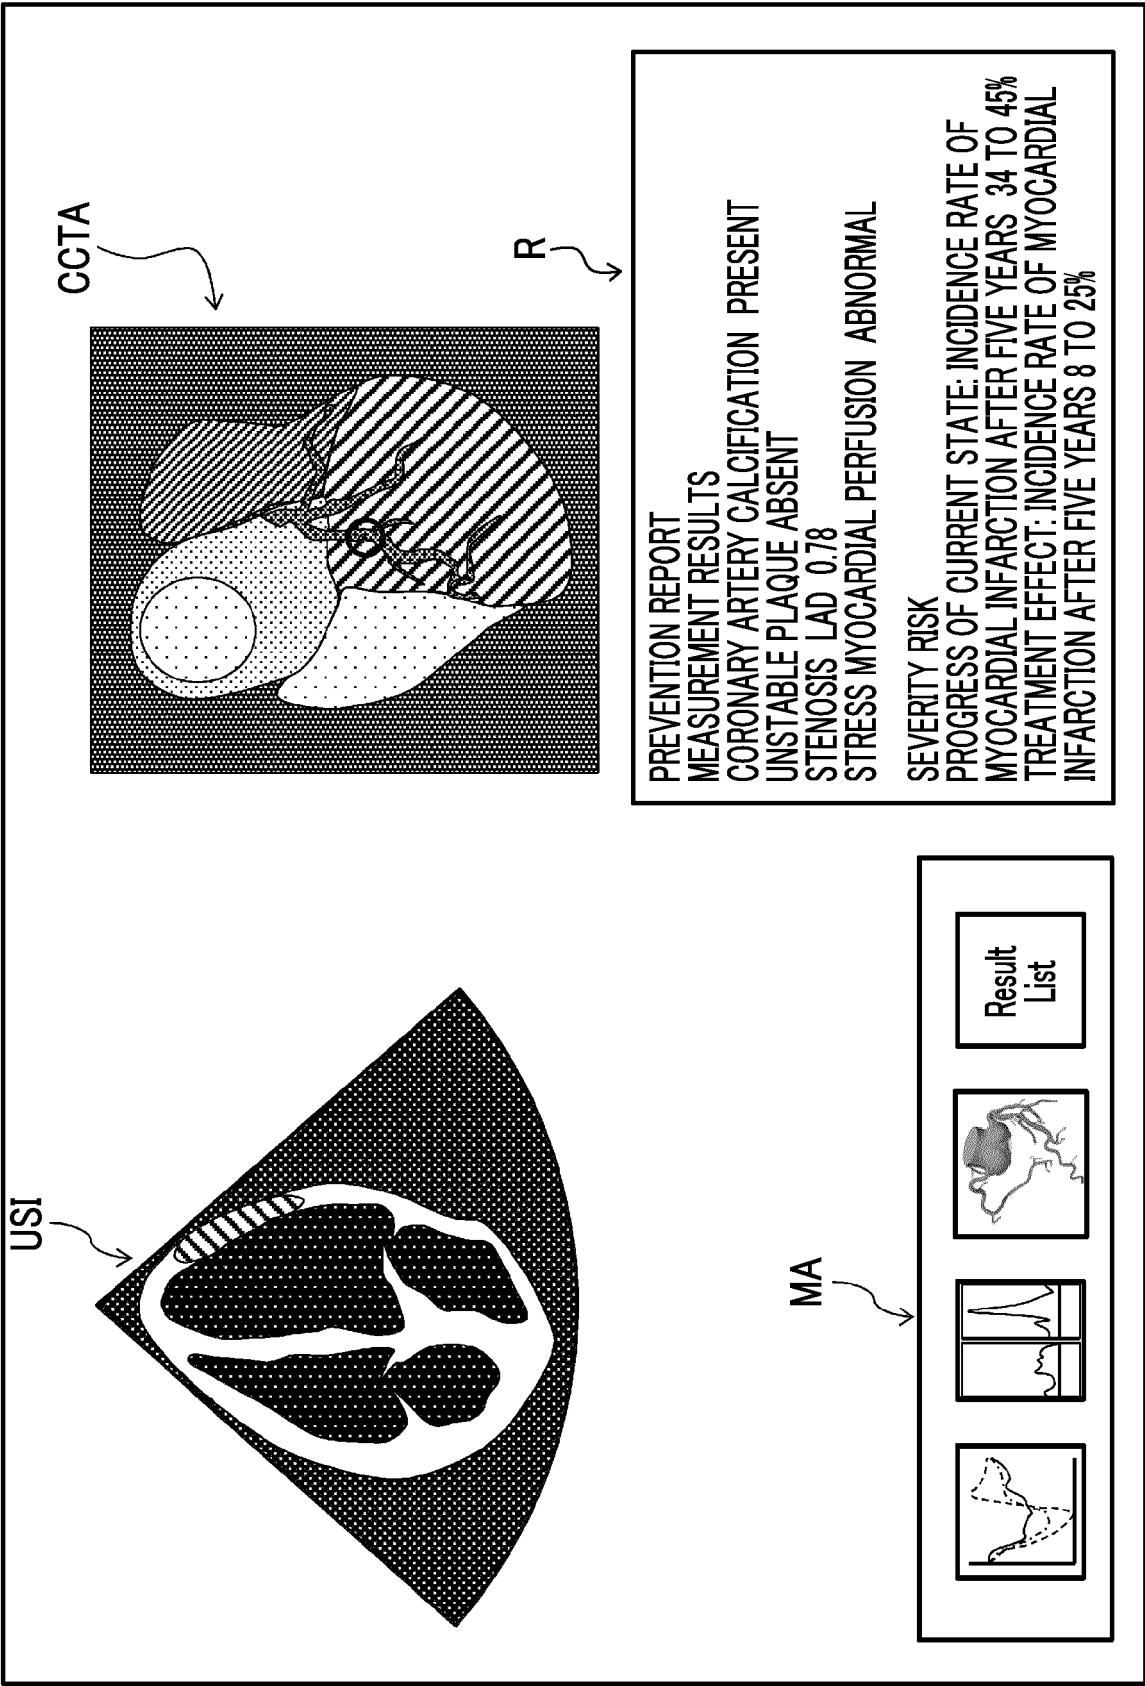 USI
CCTA
R
PREVENTION REPORT
MEASUREMENT RESULTS
CORONARY ARTERY CALCIFICATION PRESENT
UNSTABLE PLAQUE ABSENT
STENOSIS LAD 0.78
STRESS MYOCARDIAL PERFUSION ABNORMAL
SEVERITY RISK
PROGRESS OF CURRENT STATE: INCIDENCE RATE OF
MYOCARDIAL INFARCTION AFTER FIVE YEARS 34 TO 45%
TREATMENT EFFECT: INCIDENCE RATE OF MYOCARDIAL
INFARCTION AFTER FIVE YEARS 8 TO 25%
MA
Result
List